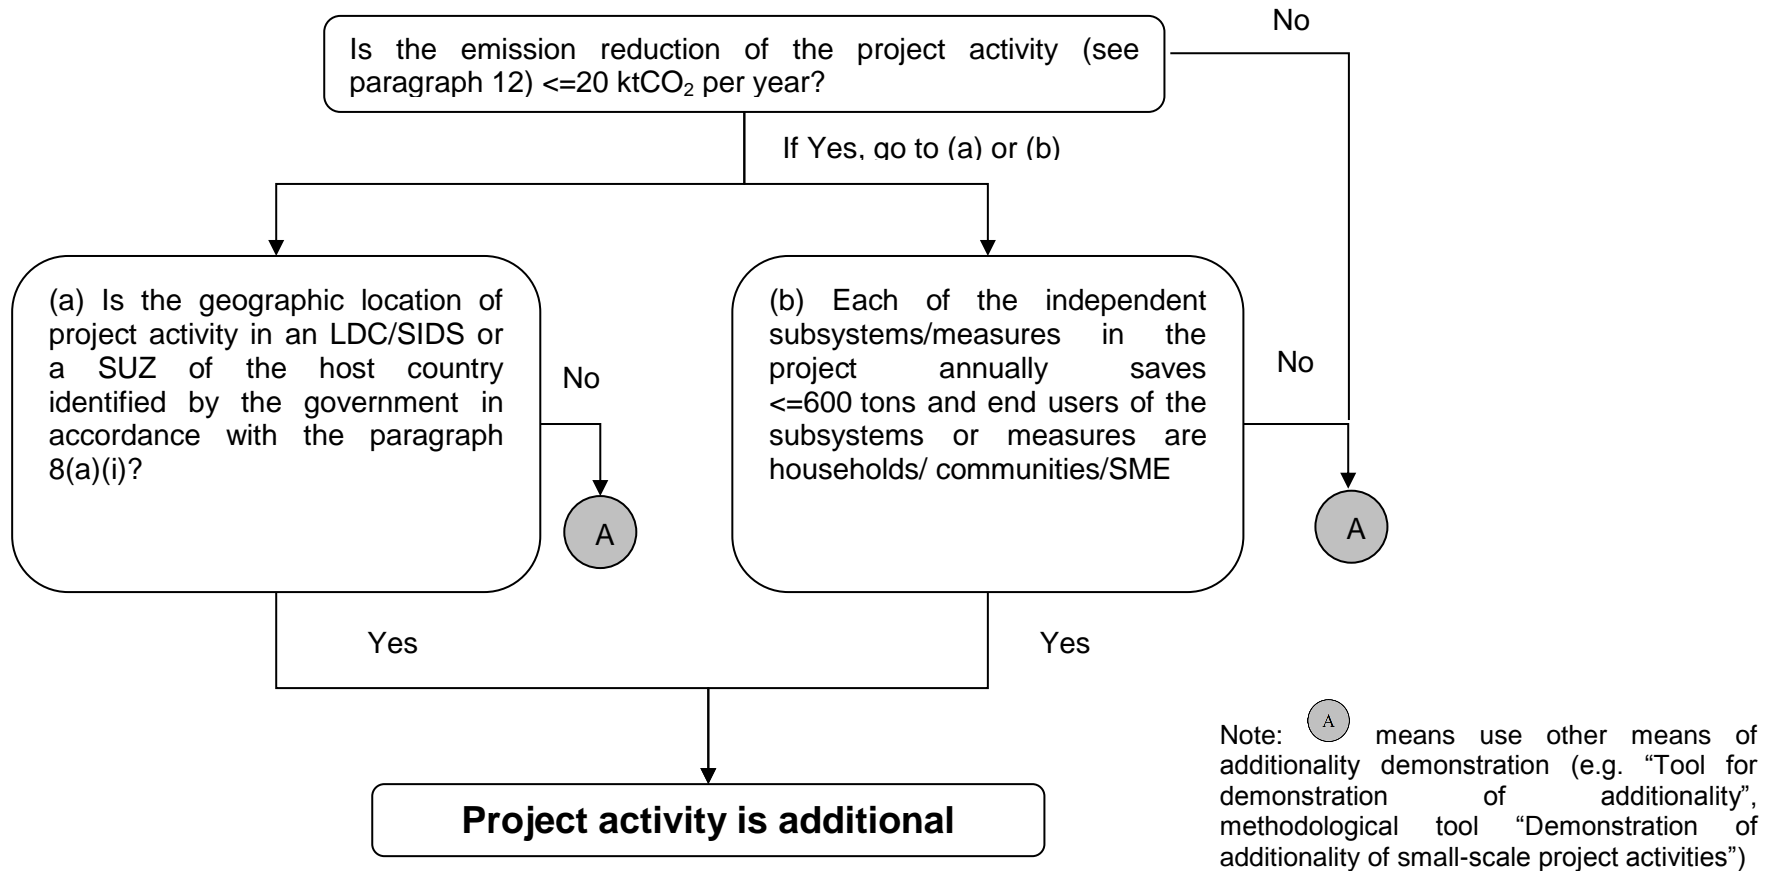 No
Is the emission reduction of the project activity (see
paragraph 12) <=20 ktCO₂ per year?
If Yes, go to (a) or (b)
(a) Is the geographic location of
project activity in an LDC/SIDS or
a SUZ of the host country
identified by the government in
accordance with the paragraph
8(a)(i)?
No
A
(b) Each of the independent
subsystems/measures in the
project annually saves
<=600 tons and end users of the
subsystems or measures are
households/ communities/SME
No
A
Yes
Yes
Project activity is additional
Note: A means use other means of
additionality demonstration (e.g. “Tool for
demonstration of additionality”,
methodological tool “Demonstration of
additionality of small-scale project activities”)